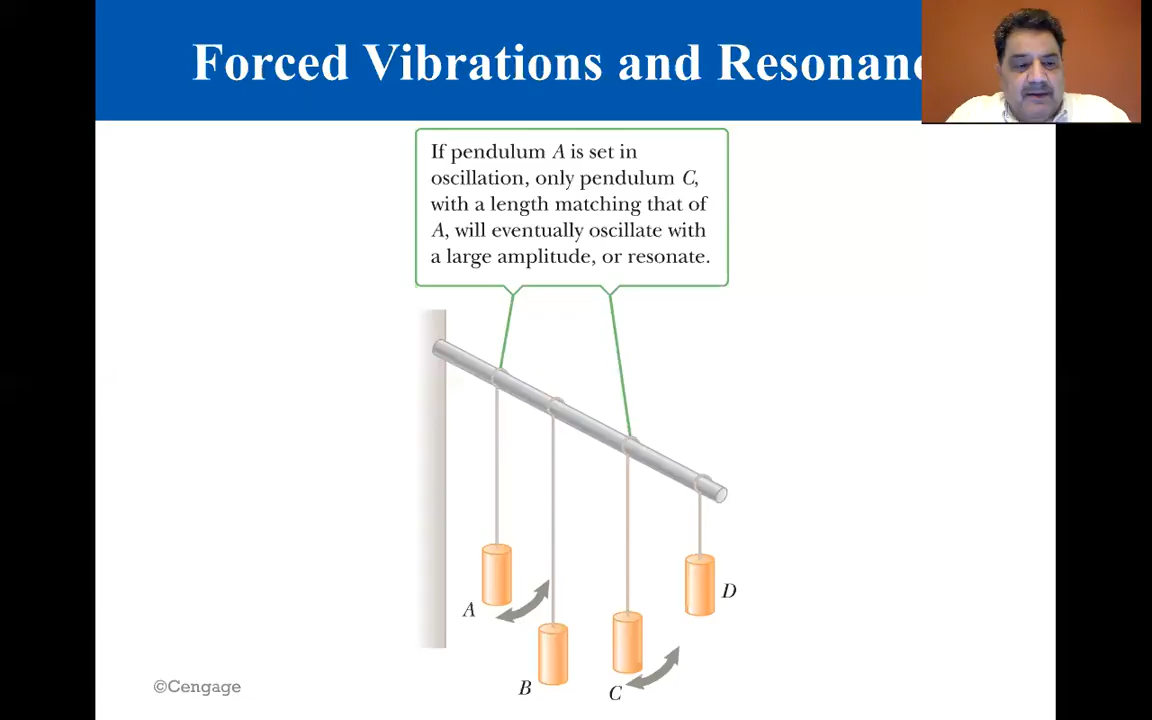 Forced Vibrations and Resonanc
If pendulum A is set in
oscillation, only pendulum C,
with a length matching that of
A, will eventually oscillate with
a large amplitude, or resonate.
A
B
C
D
©Cengage